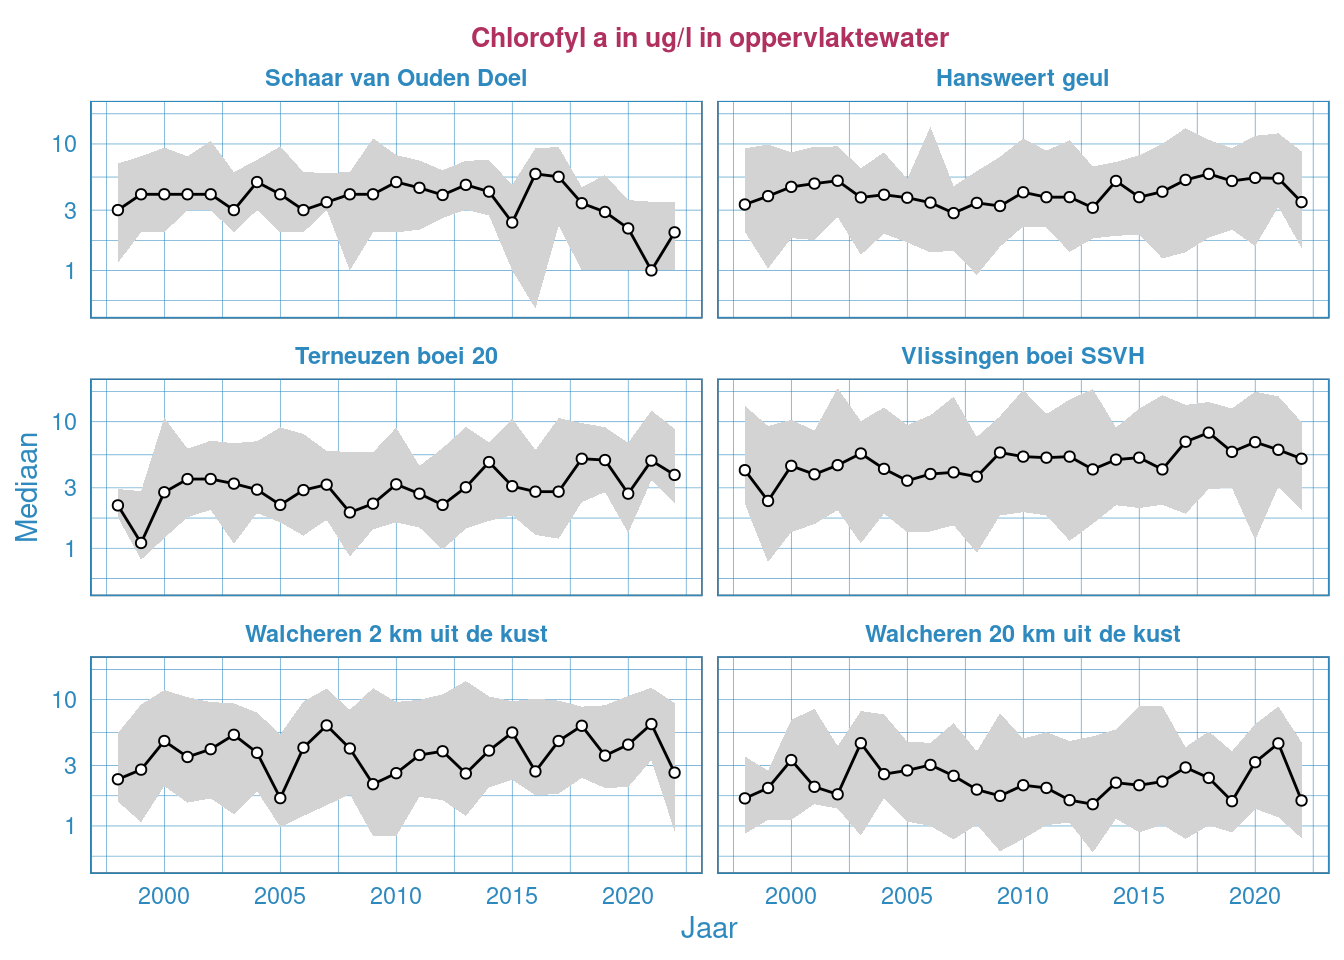 Chlorofyl a in ug/l in oppervlaktewater
Schaar van Ouden Doel
Hansweert geul
10
3
1
Terneuzen boei 20
Vlissingen boei SSVH
10
3
1
Mediaan
Walcheren 2 km uit de kust
Walcheren 20 km uit de kust
10
3
1
2000 2005 2010 2015 2020 2000 2005 2010 2015 2020
Jaar